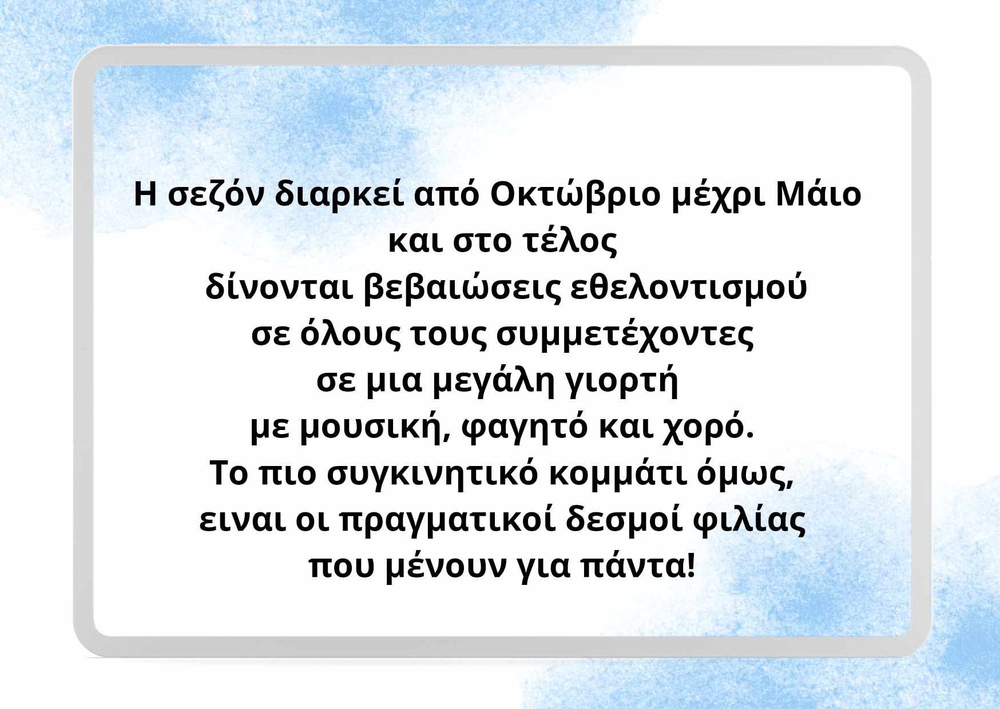 Η σεζόν διαρκεί από Οκτώβριο μέχρι Μάιο
και στο τέλος
δίνονται βεβαιώσεις εθελοντισμού
σε όλους τους συμμετέχοντες
σε μια μεγάλη γιορτή
με μουσική, φαγητό και χορό.
Το πιο συγκινητικό κομμάτι όμως,
ειναι οι πραγματικοί δεσμοί φιλίας
που μένουν για πάντα!